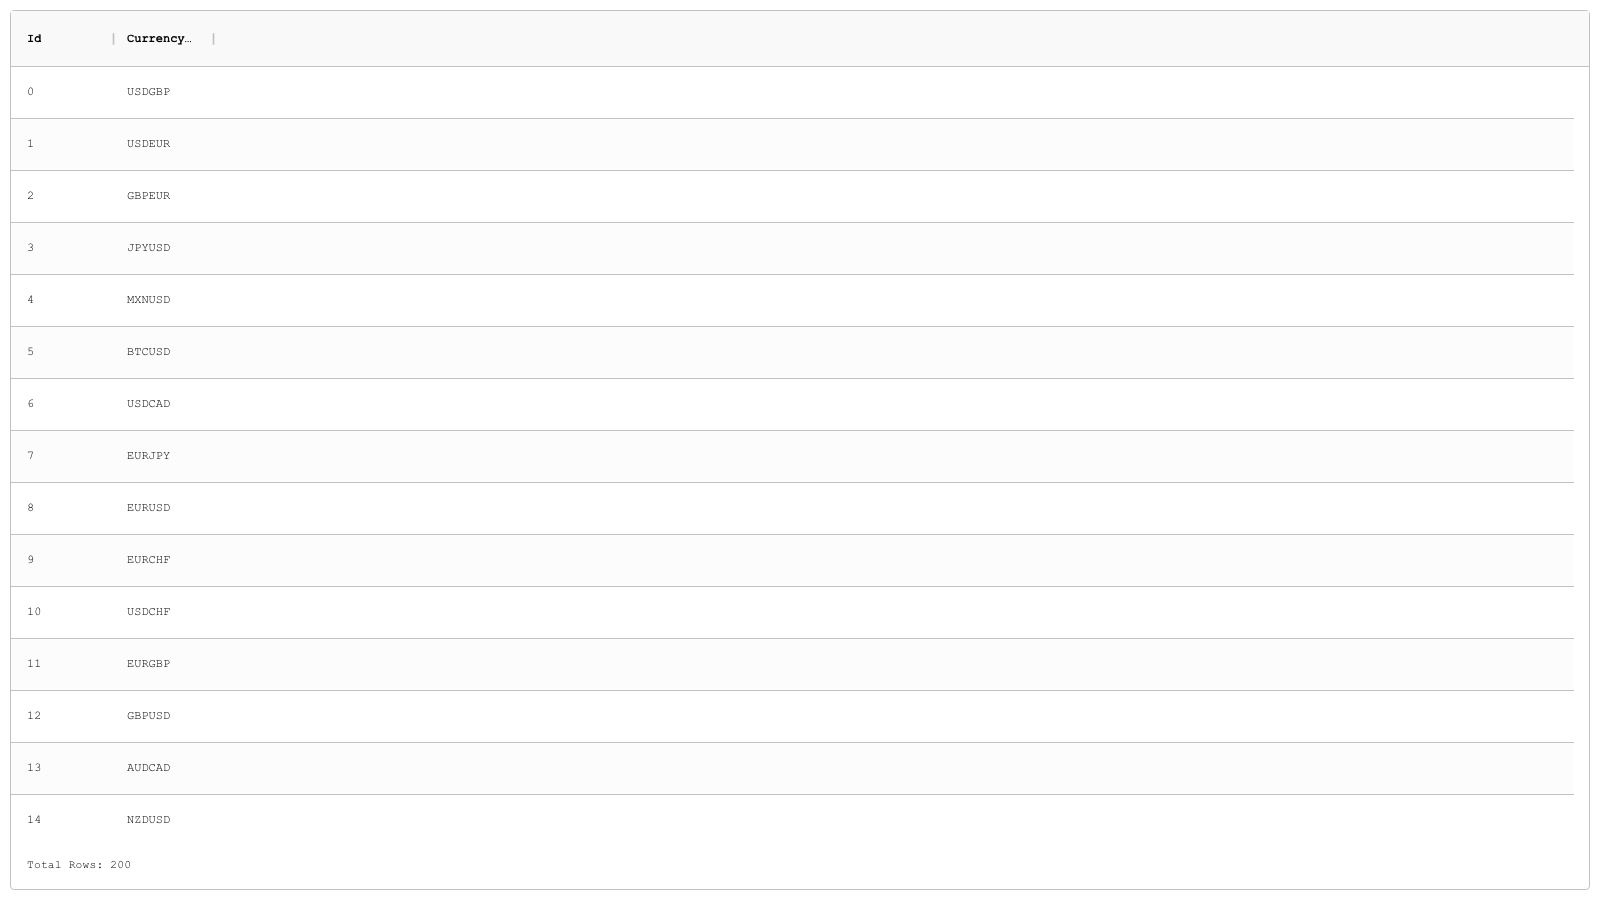 Id | Currency… |
0 USDGBP
1 USDEUR
2 GBPEUR
3 JPYUSD
4 MXNUSD
5 BTCUSD
6 USDCAD
7 EURJPY
8 EURUSD
9 EURCHF
10 USDCHF
11 EURGBP
12 GBPUSD
13 AUDCAD
14 NZDUSD
Total Rows: 200